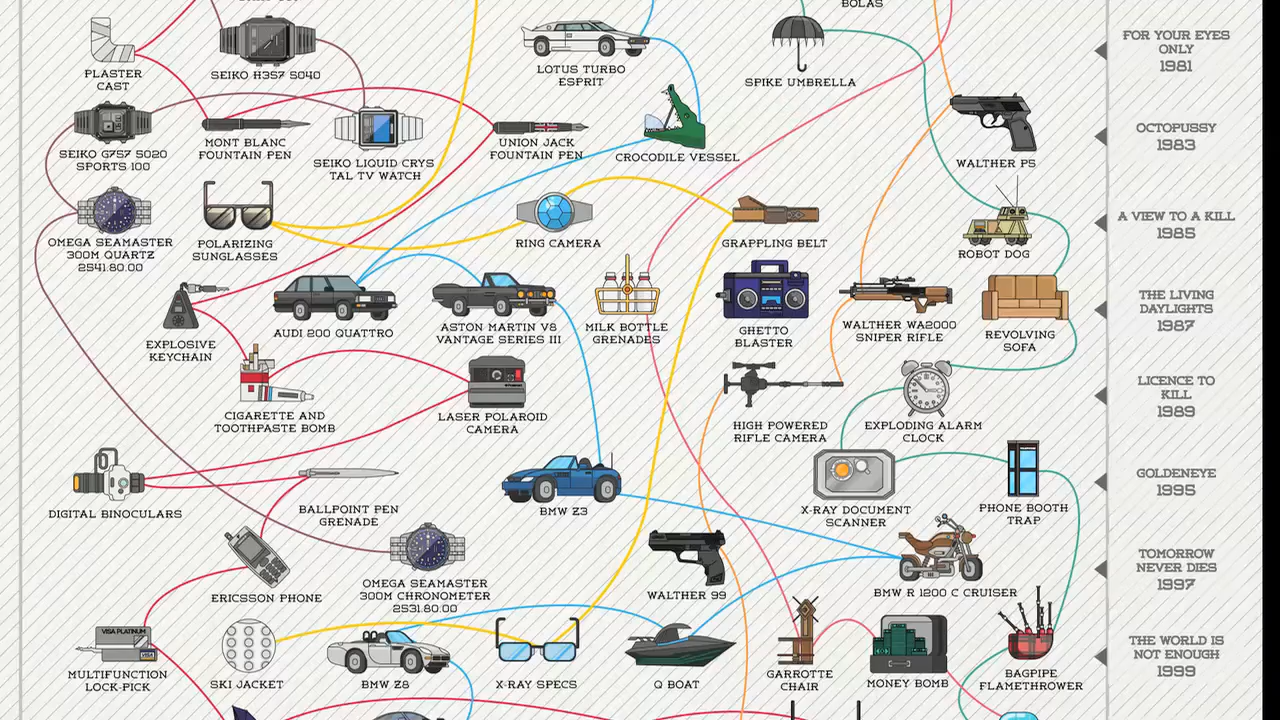 BOLAS
PLASTER
CAST
SEIKO H357 5040
LOTUS TURBO
ESPRIT
SPIKE UMBRELLA
FOR YOUR EYES
ONLY
1981
SEIKO G757 5020
SPORTS 100
MONT BLANC
FOUNTAIN PEN
SEIKO LIQUID CRYS
TAL TV WATCH
UNION JACK
FOUNTAIN PEN
CROCODILE VESSEL
WALTHER P5
OCTOPUSSY
1983
OMEGA SEAMASTER
300M QUARTZ
2541.80.00
POLARIZING
SUNGLASSES
RING CAMERA
GRAPPLING BELT
ROBOT DOG
A VIEW TO A KILL
1985
EXPLOSIVE
KEYCHAIN
AUDI 200 QUATTRO
ASTON MARTIN V8
VANTAGE SERIES III
MILK BOTTLE
GRENADES
GHETTO
BLASTER
WALTHER WA2000
SNIPER RIFLE
REVOLVING
SOFA
THE LIVING
DAYLIGHTS
1987
CIGARETTE AND
TOOTHPASTE BOMB
LASER POLAROID
CAMERA
HIGH POWERED
RIFLE CAMERA
EXPLODING ALARM
CLOCK
LICENCE TO
KILL
1989
DIGITAL BINOCULARS
BALLPOINT PEN
GRENADE
BMW Z3
X-RAY DOCUMENT
SCANNER
PHONE BOOTH
TRAP
GOLDENEYE
1995
ERICSSON PHONE
OMEGA SEAMASTER
300M CHRONOMETER
2531.80.00
WALTHER 99
BMW R 1200 C CRUISER
TOMORROW
NEVER DIES
1997
VISA PLATINUM
VISA
MULTIFUNCTION
LOCK-PICK
SKI JACKET
BMW Z8
X-RAY SPECS
Q BOAT
GARROTTE
CHAIR
MONEY BOMB
BAGPIPE
FLAMETHROWER
THE WORLD IS
NOT ENOUGH
1999